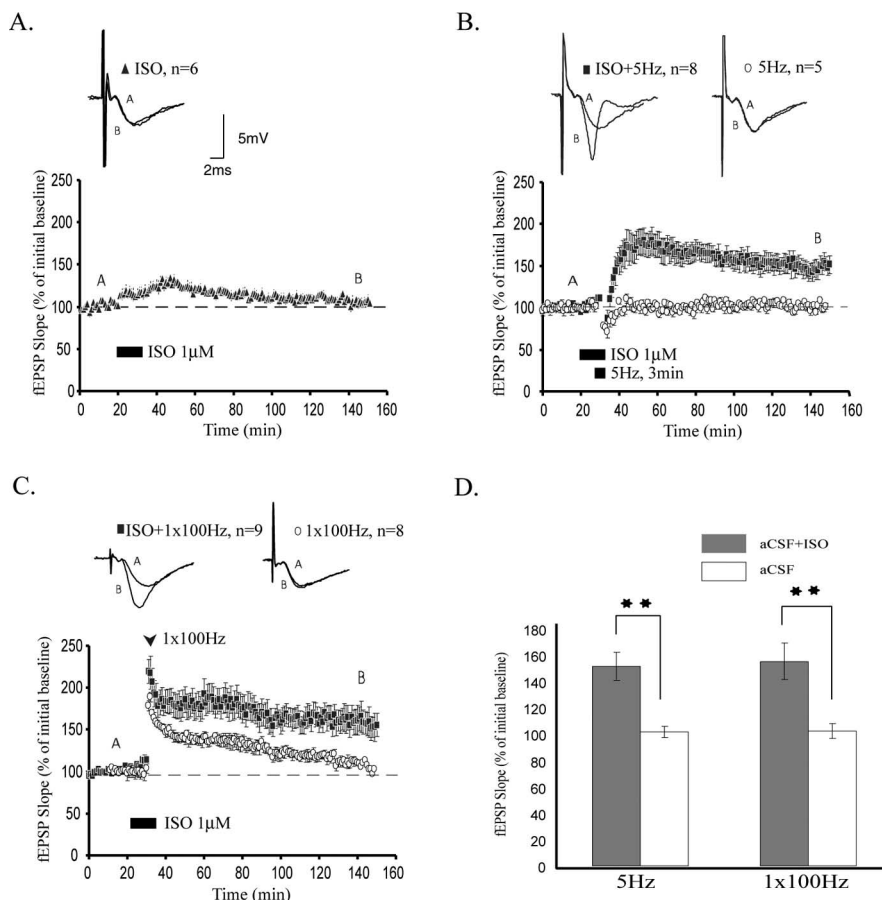 A.
ISO, n=6
A
B
5mV
2ms
fEPSP Slope (% of initial baseline)
250
200
150
100
50
0
A
B
ISO 1µM
0 20 40 60 80 100 120 140 160
Time (min)
B.
ISO+5Hz, n=8
5Hz, n=5
A
B
A
B
fEPSP Slope (% of initial baseline)
250
200
150
100
50
0
A
B
ISO 1µM
5Hz, 3min
0 20 40 60 80 100 120 140 160
Time (min)
C.
ISO+1x100Hz, n=9
1x100Hz, n=8
A
B
A
B
1x100Hz
fEPSP Slope (% of initial baseline)
250
200
150
100
50
0
A
B
ISO 1µM
0 20 40 60 80 100 120 140 160
Time (min)
D.
aCSF+ISO
aCSF
fEPSP Slope (% of initial baseline)
180
160
140
120
100
80
60
40
20
0
5Hz 1x100Hz